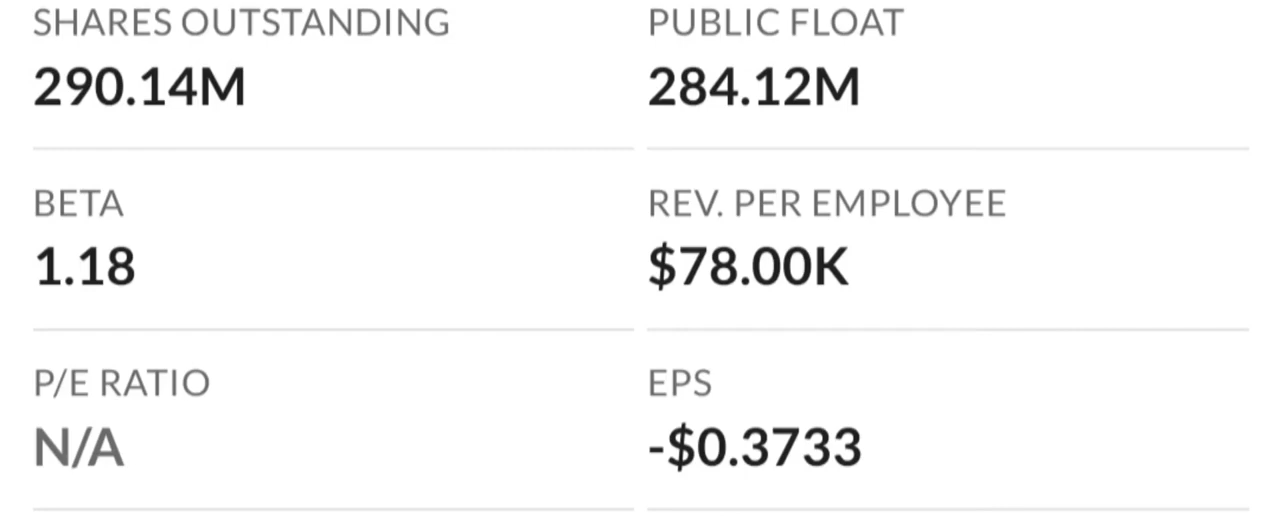 SHARES OUTSTANDING
290.14M
PUBLIC FLOAT
284.12M
BETA
1.18
REV. PER EMPLOYEE
$78.00K
P/E RATIO
N/A
EPS
-$0.3733